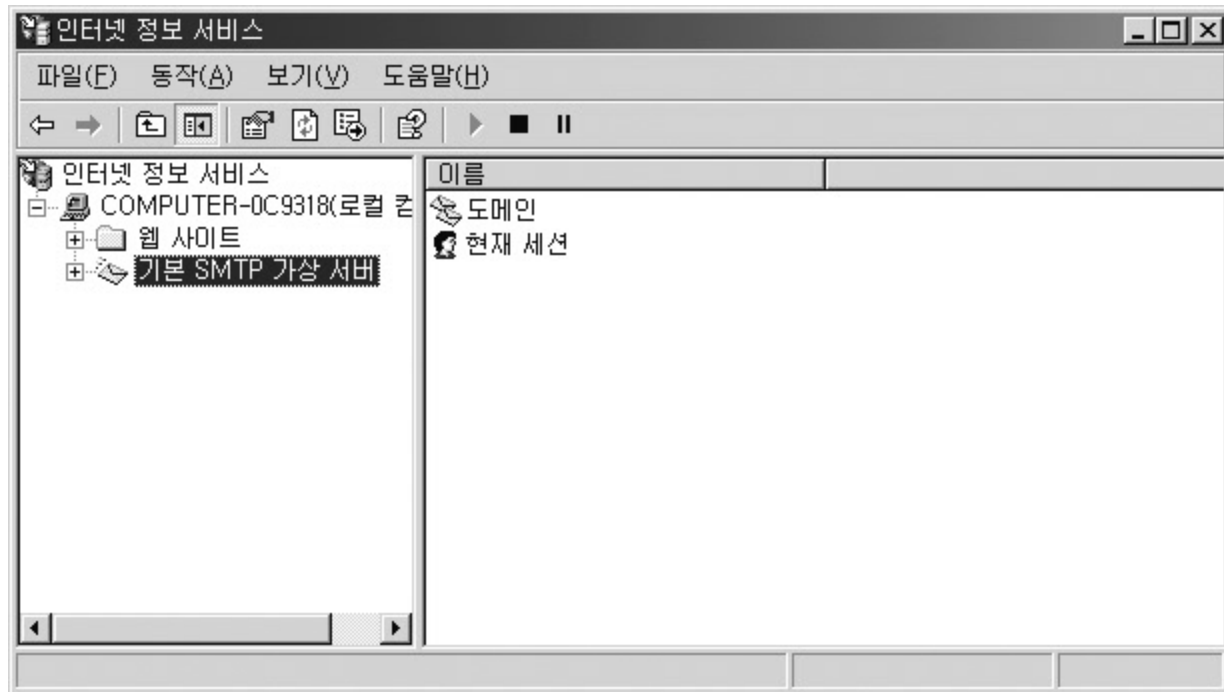 인터넷 정보 서비스
파일(F) 동작(A) 보기(V) 도움말(H)
인터넷 정보 서비스
COMPUTER-0C9318(로컬 컴
웹 사이트
기본 SMTP 가상 서버
이름
도메인
현재 세션